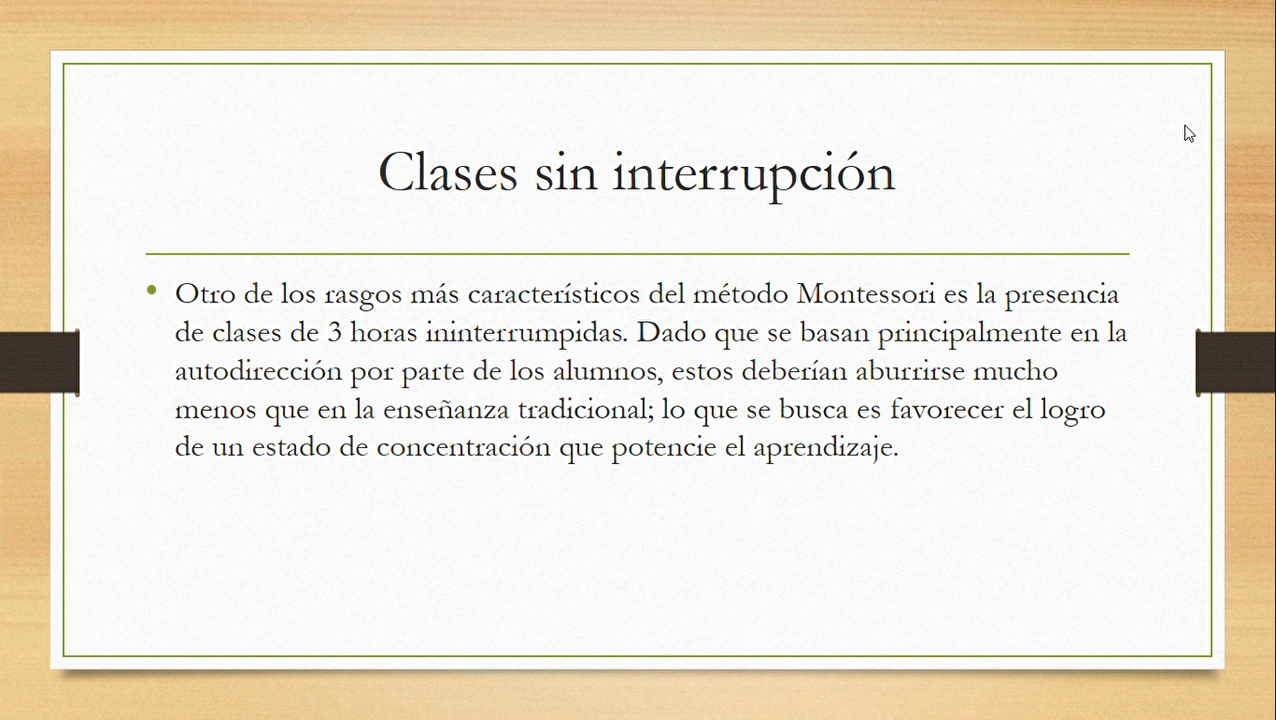 Clases sin interrupción
• Otro de los rasgos más característicos del método Montessori es la presencia
de clases de 3 horas ininterrumpidas. Dado que se basan principalmente en la
autodirección por parte de los alumnos, estos deberían aburrirse mucho
menos que en la enseñanza tradicional; lo que se busca es favorecer el logro
de un estado de concentración que potencie el aprendizaje.